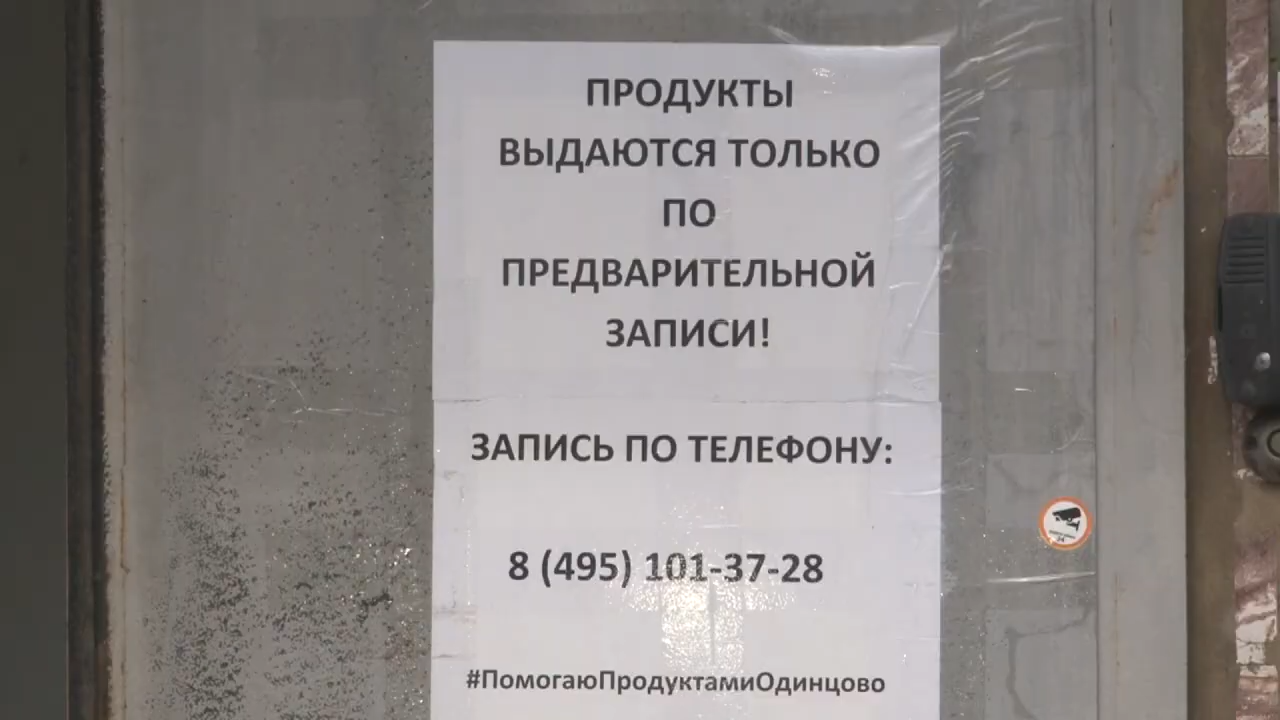 ПРОДУКТЫ
ВЫДАЮТСЯ ТОЛЬКО
ПО
ПРЕДВАРИТЕЛЬНОЙ
ЗАПИСИ!
ЗАПИСЬ ПО ТЕЛЕФОНУ:
8 (495) 101-37-28
#ПомогаюПродуктамиОдинцово